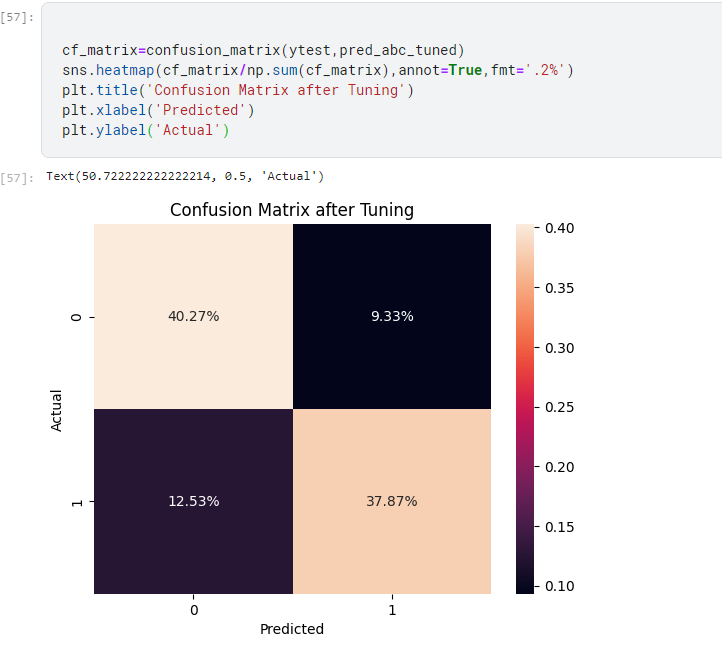 [57]:
cf_matrix=confusion_matrix(ytest,pred_abc_tuned)
sns.heatmap(cf_matrix/np.sum(cf_matrix),annot=True,fmt='.2%')
plt.title('Confusion Matrix after Tuning')
plt.xlabel('Predicted')
plt.ylabel('Actual')
[57]: Text(50.722222222222214, 0.5, 'Actual')
Confusion Matrix after Tuning
0.40
0.35
0.30
0.25
0.20
0.15
0.10
40.27% 9.33%
12.53% 37.87%
0
1
Actual
0 1
Predicted